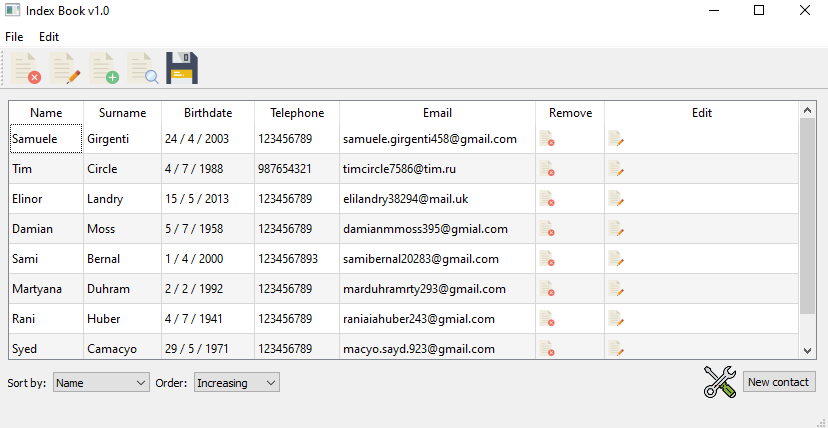 Index Book v1.0
File Edit
Name Surname Birthdate Telephone Email Remove Edit
Samuele Girgenti 24 / 4 / 2003 123456789 samuele.girgenti458@gmail.com
Tim Circle 4 / 7 / 1988 987654321 timcircle7586@tim.ru
Elinor Landry 15 / 5 / 2013 123456789 elilandry38294@mail.uk
Damian Moss 5 / 7 / 1958 123456789 damianmmoss395@gmial.com
Sami Bernal 1 / 4 / 2000 1234567893 samibernal20283@gmail.com
Martyana Duhram 2 / 2 / 1992 123456789 marduhramrty293@gmail.com
Rani Huber 4 / 7 / 1941 123456789 raniaiahuber243@gmial.com
Syed Camacyo 29 / 5 / 1971 123456789 macyo.sayd.923@gmail.com
Sort by: Name Order: Increasing New contact